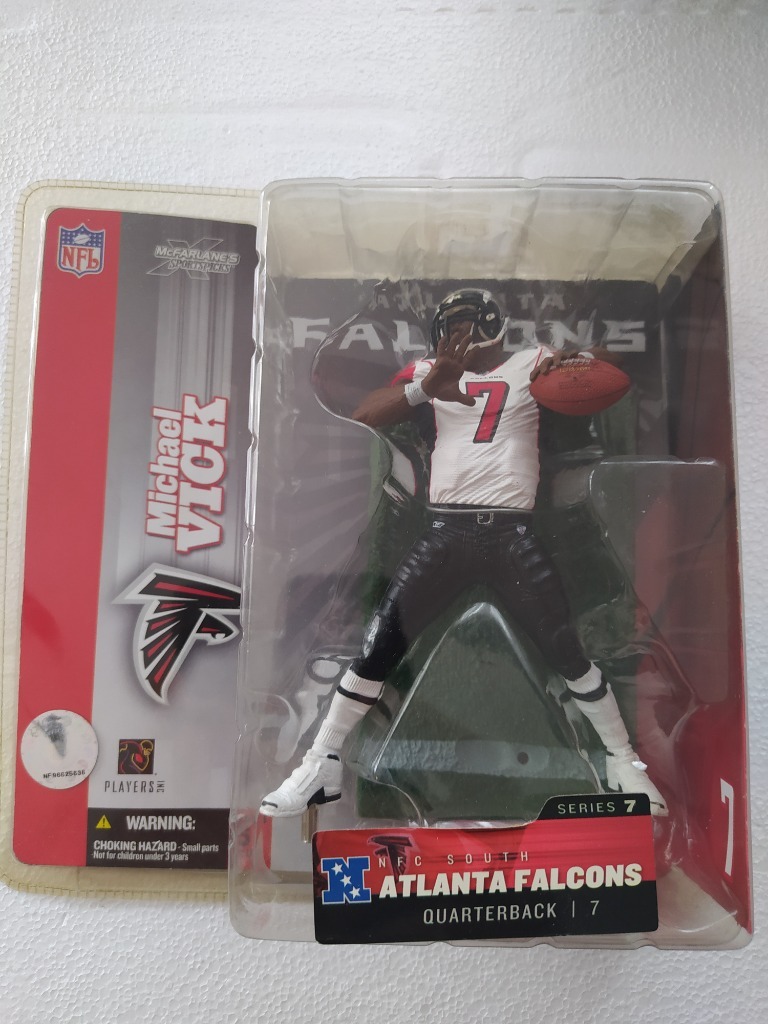 NFL
McFARLANE'S
SPORTSPICKS
Michael
VICK
NF06625836
PLAYERS INC
WARNING:
CHOKING HAZARD - Small parts
Not for children under 3 years
ATLANTA
FALCONS
7
SERIES 7
NFC SOUTH
N
ATLANTA FALCONS
QUARTERBACK | 7
7